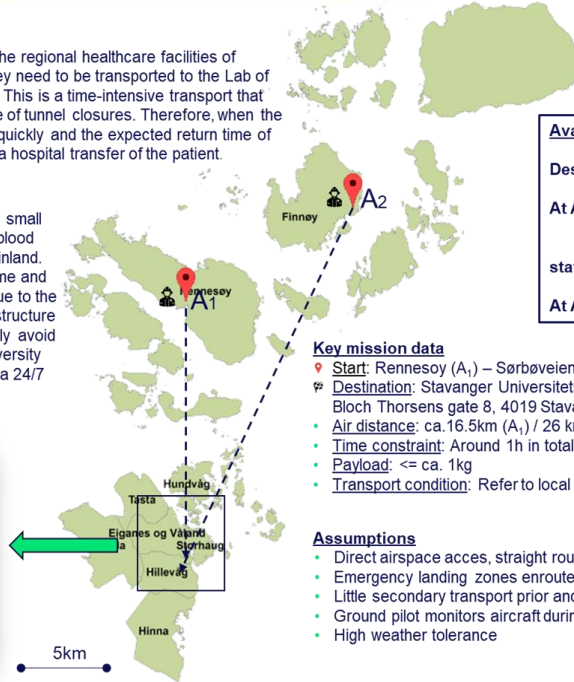 he regional healthcare facilities of
ey need to be transported to the Lab of
This is a time-intensive transport that
e of tunnel closures. Therefore, when the
quickly and the expected return time of
a hospital transfer of the patient.
small
blood
inland.
me and
ue to the
structure
ly avoid
versity
a 24/7
Ava
Des
At A
stat
At A
Finnøy
A2
Rennesøy
A1
Key mission data
Start: Rennesoy (A1) – Sørbøveien
Destination: Stavanger Universitet
Bloch Thorsens gate 8, 4019 Stava
Air distance: ca.16.5km (A1) / 26 k
Time constraint: Around 1h in total
Payload: <= ca. 1kg
Transport condition: Refer to local
Assumptions
Direct airspace acces, straight rou
Emergency landing zones enroute
Little secondary transport prior and
Ground pilot monitors aircraft durin
High weather tolerance
Hundvåg
Tasta
Eiganes og Våland
la
Storhaug
Hillevåg
Hinna
5km